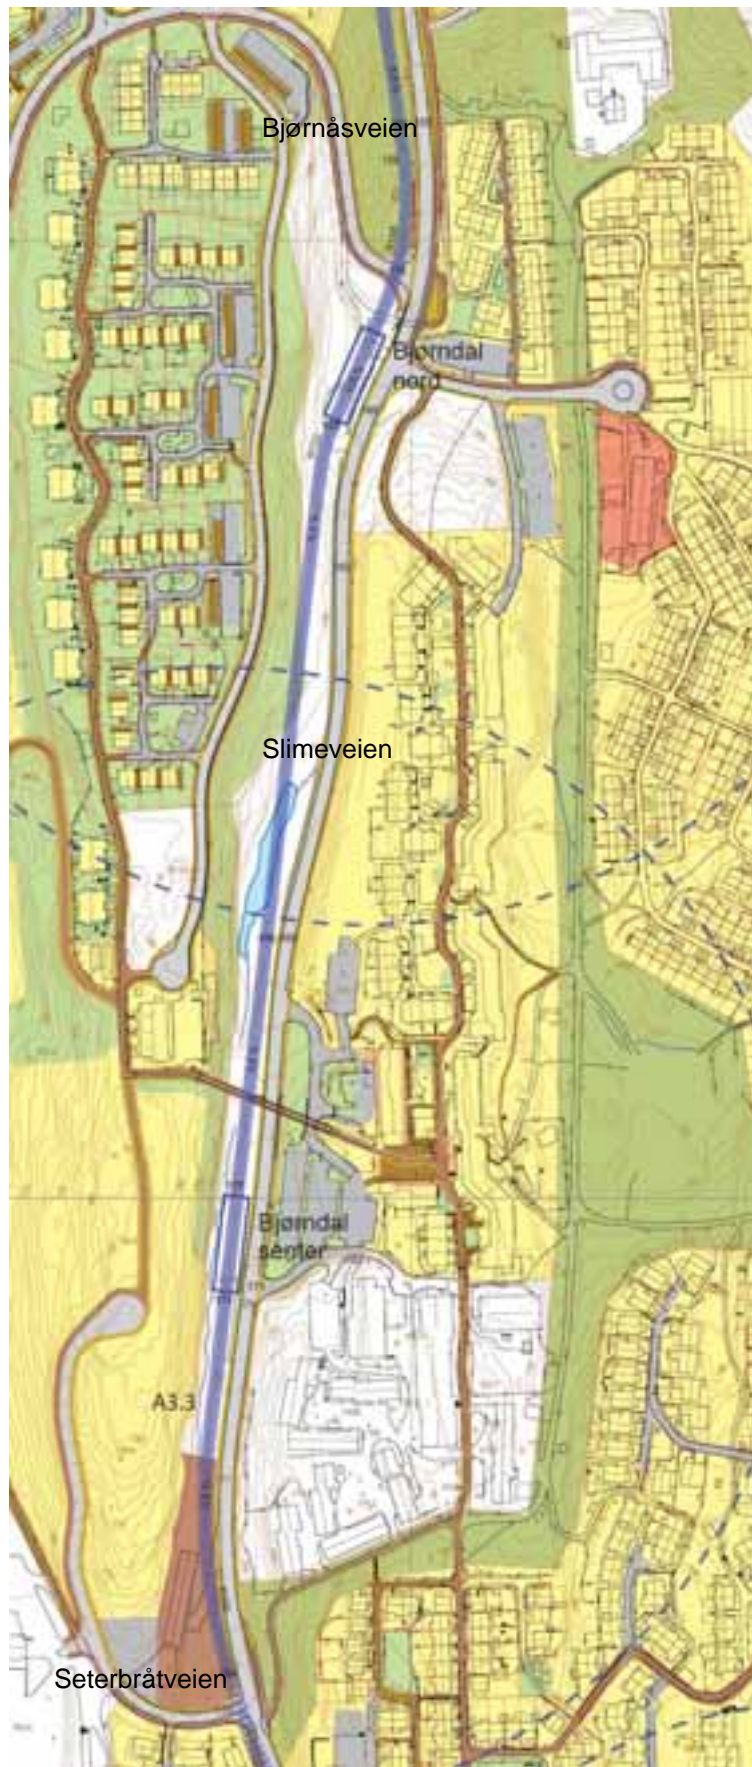 Bjørnåsveien
Bjørndal
nord
Slimeveien
Bjørndal
senter
A3.3
Seterbråtveien